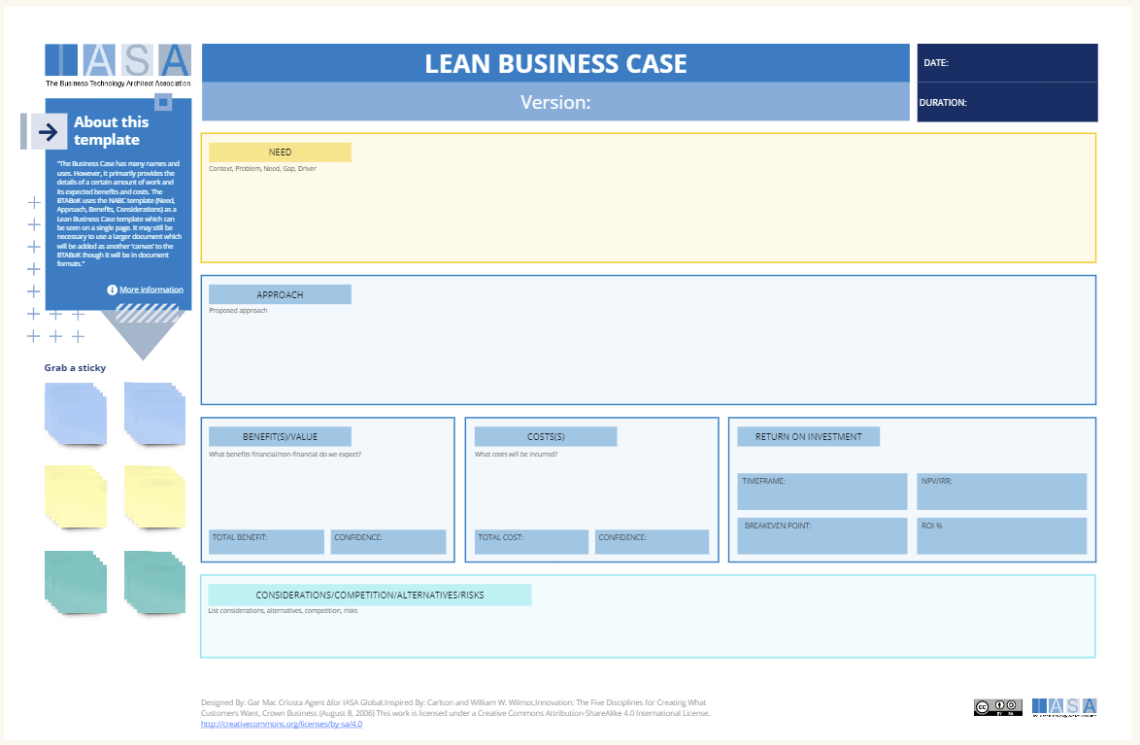 IASA
The Business Technology Architect Association
LEAN BUSINESS CASE
Version:
DATE:
DURATION:
About this
template
"The Business Case has many names and
uses. However, it primarily provides the
details of a certain amount of work and
its expected benefits and costs. The
BTABoK uses the NABC template (Need,
Approach, Benefits, Considerations) as a
Lean Business Case template which can
be seen on a single page. It may still be
necessary to use a larger document which
will be added as another 'canvas' to the
BTABoK though it will be in document
formats."
More information
Grab a sticky
NEED
Context, Problem, Need, Gap, Driver
APPROACH
Proposed approach
BENEFIT(S)/VALUE
What benefits financial/non-financial do we expect?
TOTAL BENEFIT:
CONFIDENCE:
COSTS(S)
What costs will be incurred?
TOTAL COST:
CONFIDENCE:
RETURN ON INVESTMENT
TIMEFRAME:
NPV/IRR:
BREAKEVEN POINT:
ROI %
CONSIDERATIONS/COMPETITION/ALTERNATIVES/RISKS
List considerations, alternatives, competition, risks
Designed By: Gar Mac Críosta Agent Δfor IASA Global.Inspired By: Carlson and William W. Wilmot,Innovation: The Five Disciplines for Creating What
Customers Want, Crown Business (August 8, 2006) This work is licensed under a Creative Commons Attribution-ShareAlike 4.0 International License.
http://creativecommons.org/licenses/by-sa/4.0
cc
BY SA
IASA